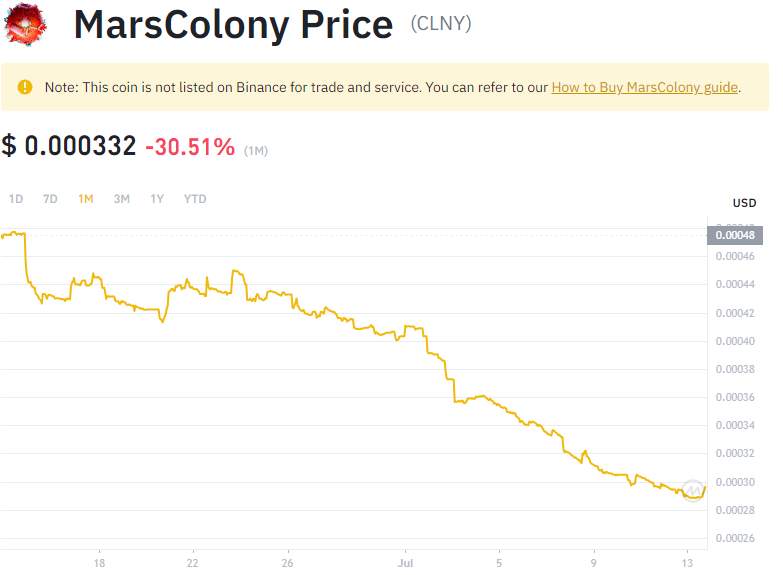 MarsColony Price (CLNY)
Note: This coin is not listed on Binance for trade and service. You can refer to our How to Buy MarsColony guide.
$ 0.000332 -30.51% (1M)
1D 7D 1M 3M 1Y YTD
USD
0.00048
0.00046
0.00044
0.00042
0.00040
0.00038
0.00036
0.00034
0.00032
0.00030
0.00028
0.00026
18 22 26 Jul 5 9 13